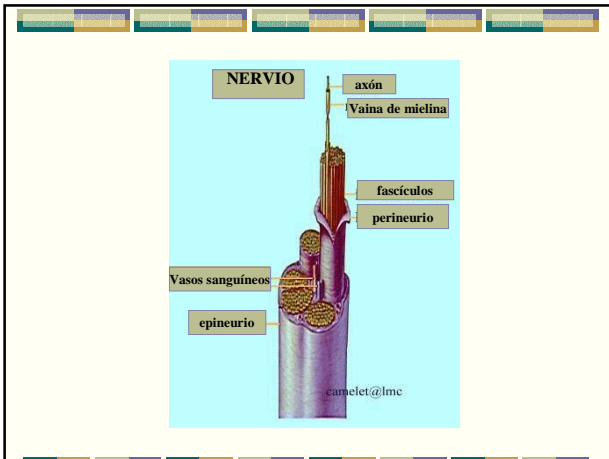 NERVIO
axón
Vaina de mielina
fascículos
perineurio
Vasos sanguíneos
epineurio
camelet@lmc